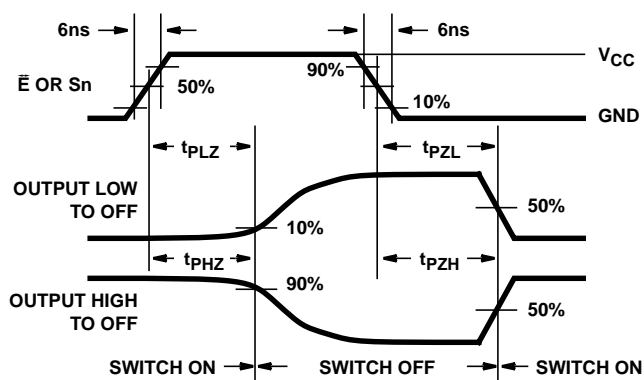 6ns
6ns
VCC
90%
Ē OR Sn
50%
10%
GND
tPLZ
tPZL
OUTPUT LOW
TO OFF
50%
10%
tPHZ
90%
tPZH
OUTPUT HIGH
TO OFF
50%
SWITCH ON
SWITCH OFF
SWITCH ON